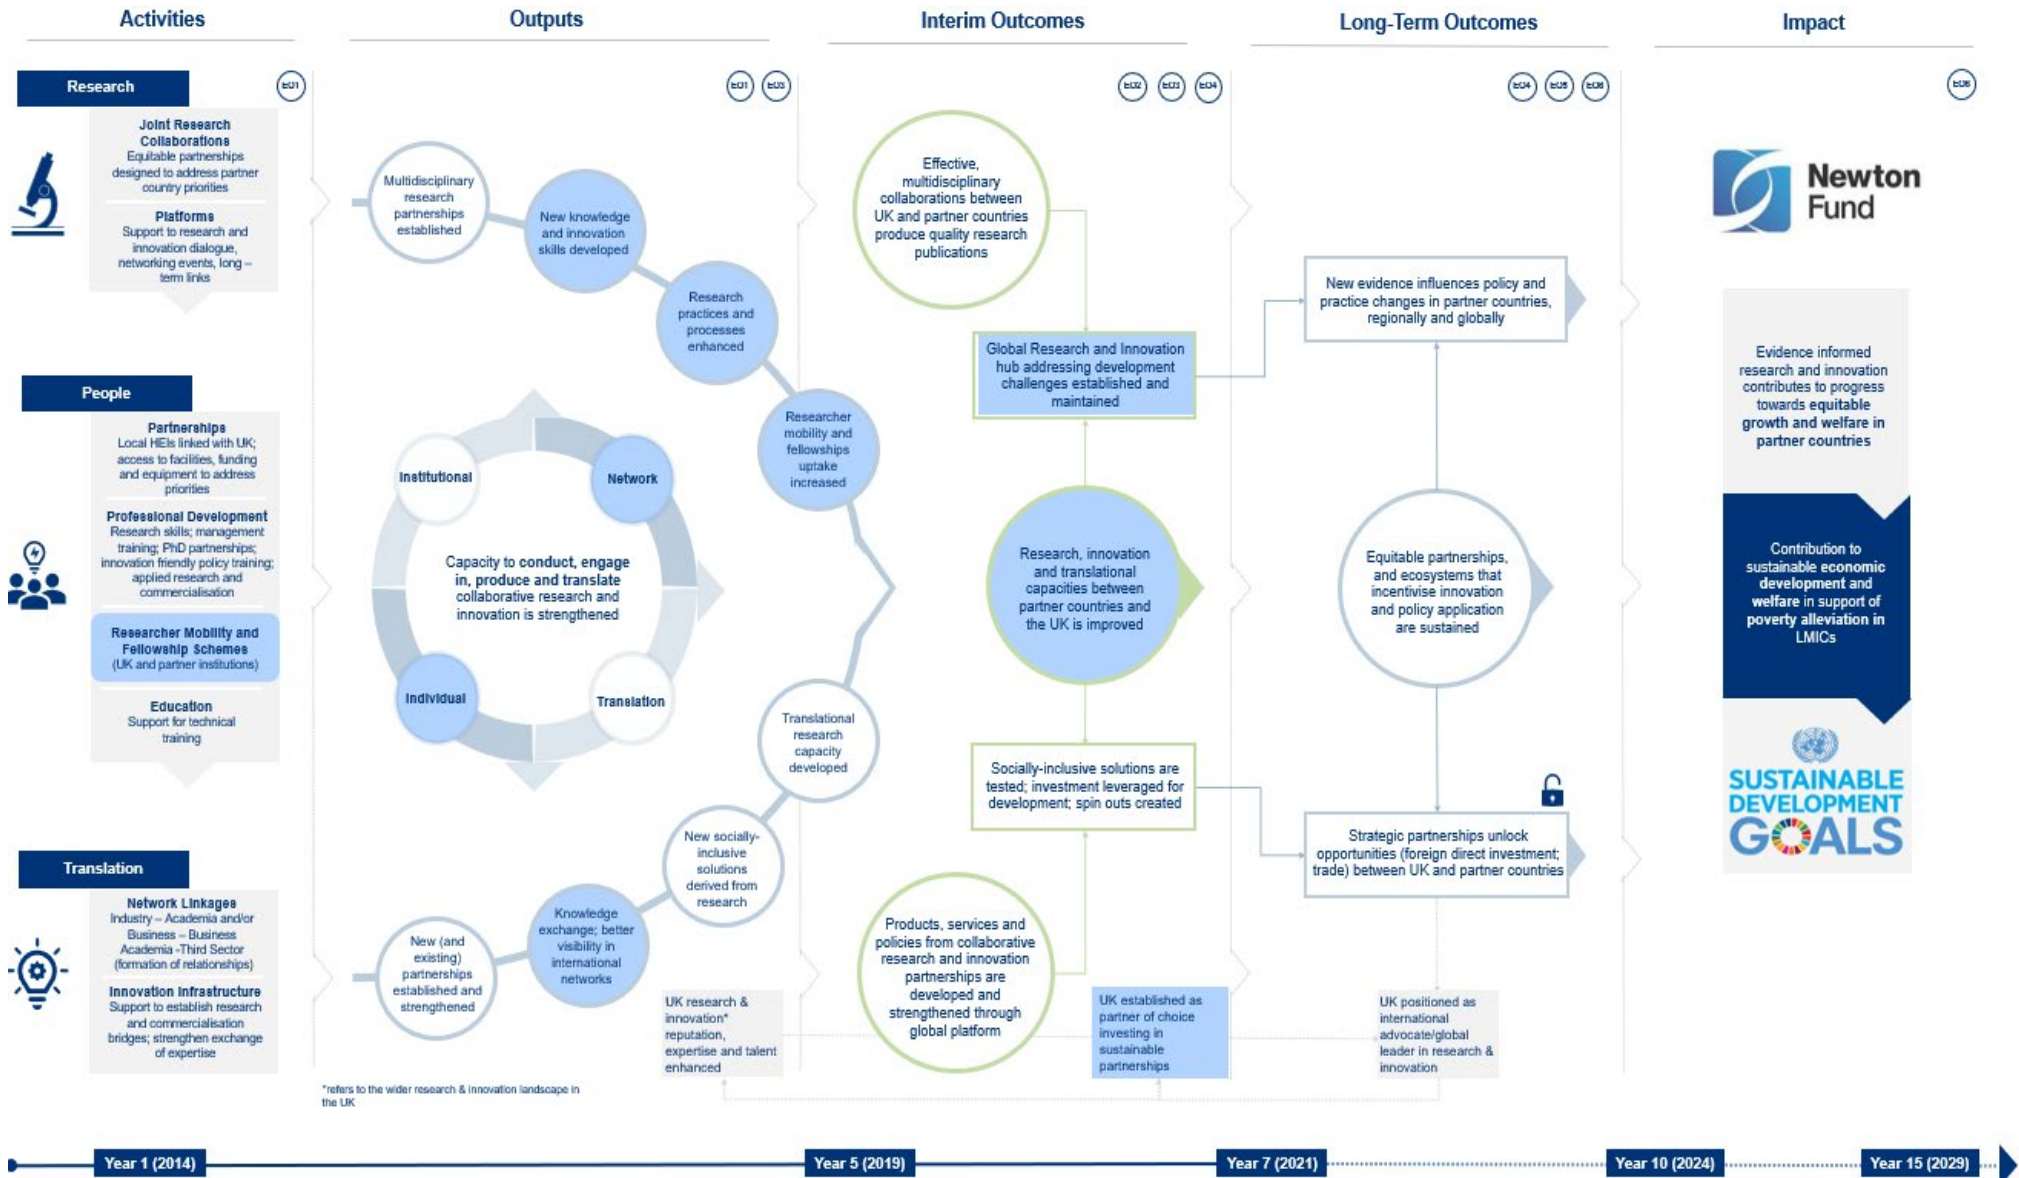 Activities
Outputs
Interim Outcomes
Long-Term Outcomes
Impact
Research
EO1
Joint Research
Collaborations
Equitable partnerships
designed to address partner
country priorities
Platforms
Support to research and
innovation dialogue,
networking events, long –
term links
People
Partnerships
Local HEIs linked with UK;
access to facilities, funding
and equipment to address
priorities
Professional Development
Research skills; management
training; PhD partnerships;
innovation friendly policy training;
applied research and
commercialisation
Researcher Mobility and
Fellowship Schemes
(UK and partner institutions)
Education
Support for technical
training
Translation
Network Linkages
Industry – Academia and/or
Business – Business
Academia -Third Sector
(formation of relationships)
Innovation Infrastructure
Support to establish research
and commercialisation
bridges; strengthen exchange
of expertise
EO1
EO3
Multidisciplinary
research
partnerships
established
New knowledge
and innovation
skills developed
Research
practices and
processes
enhanced
Researcher
mobility and
fellowships
uptake
increased
Institutional
Network
Capacity to conduct, engage
in, produce and translate
collaborative research and
innovation is strengthened
Individual
Translation
Translational
research
capacity
developed
New socially-
inclusive
solutions
derived from
research
Knowledge
exchange; better
visibility in
international
networks
New (and
existing)
partnerships
established and
strengthened
UK research &
innovation*
reputation,
expertise and talent
enhanced
*refers to the wider research & innovation landscape in
the UK
EO2
EO3
EO4
Effective,
multidisciplinary
collaborations between
UK and partner countries
produce quality research
publications
Global Research and Innovation
hub addressing development
challenges established and
maintained
Research, innovation
and translational
capacities between
partner countries and
the UK is improved
Socially-inclusive solutions are
tested; investment leveraged for
development; spin outs created
Products, services and
policies from collaborative
research and innovation
partnerships are
developed and
strengthened through
global platform
UK established as
partner of choice
investing in
sustainable
partnerships
EO4
New evidence influences policy and
practice changes in partner countries,
regionally and globally
Equitable partnerships,
and ecosystems that
incentivise innovation
and policy application
are sustained
Strategic partnerships unlock
opportunities (foreign direct investment;
trade) between UK and partner countries
UK positioned as
international
advocate/global
leader in research &
innovation
Newton
Fund
Evidence informed
research and innovation
contributes to progress
towards equitable
growth and welfare in
partner countries
Contribution to
sustainable economic
development and
welfare in support of
poverty alleviation in
LMICs
SUSTAINABLE
DEVELOPMENT
GOALS
Year 1 (2014)
Year 5 (2019)
Year 7 (2021)
Year 10 (2024)
Year 15 (2029)